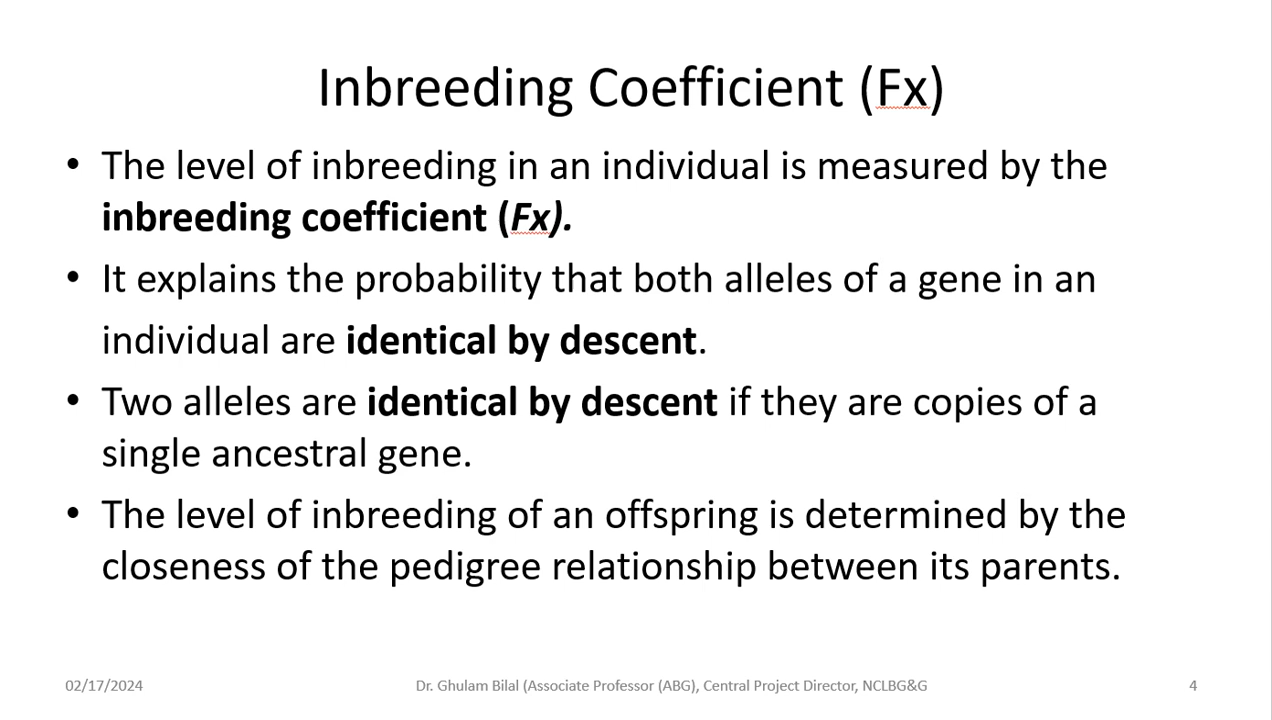 Inbreeding Coefficient (Fx)
• The level of inbreeding in an individual is measured by the
inbreeding coefficient (Fx).
• It explains the probability that both alleles of a gene in an
individual are identical by descent.
• Two alleles are identical by descent if they are copies of a
single ancestral gene.
• The level of inbreeding of an offspring is determined by the
closeness of the pedigree relationship between its parents.
02/17/2024
Dr. Ghulam Bilal (Associate Professor (ABG), Central Project Director, NCLBG&G
4